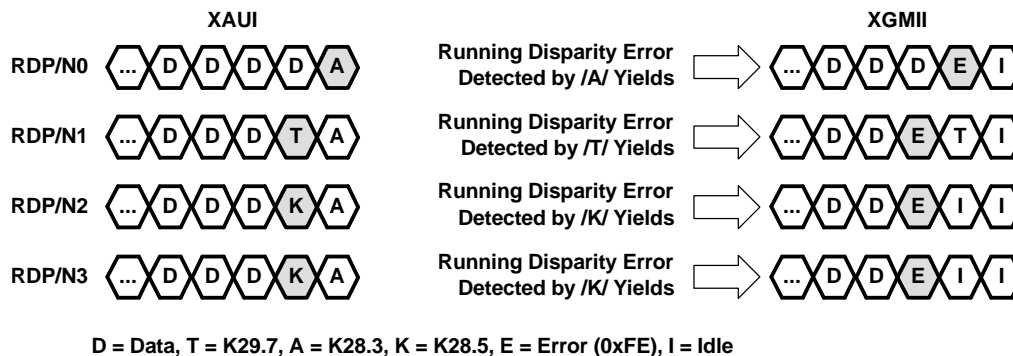 XAUI XGMII
RDP/N0 ... D D D D A Running Disparity Error ... D D D E I
Detected by /A/ Yields
RDP/N1 ... D D D T A Running Disparity Error ... D D E T I
Detected by /T/ Yields
RDP/N2 ... D D D K A Running Disparity Error ... D D E I I
Detected by /K/ Yields
RDP/N3 ... D D D K A Running Disparity Error ... D D E I I
Detected by /K/ Yields
D = Data, T = K29.7, A = K28.3, K = K28.5, E = Error (0xFE), I = Idle